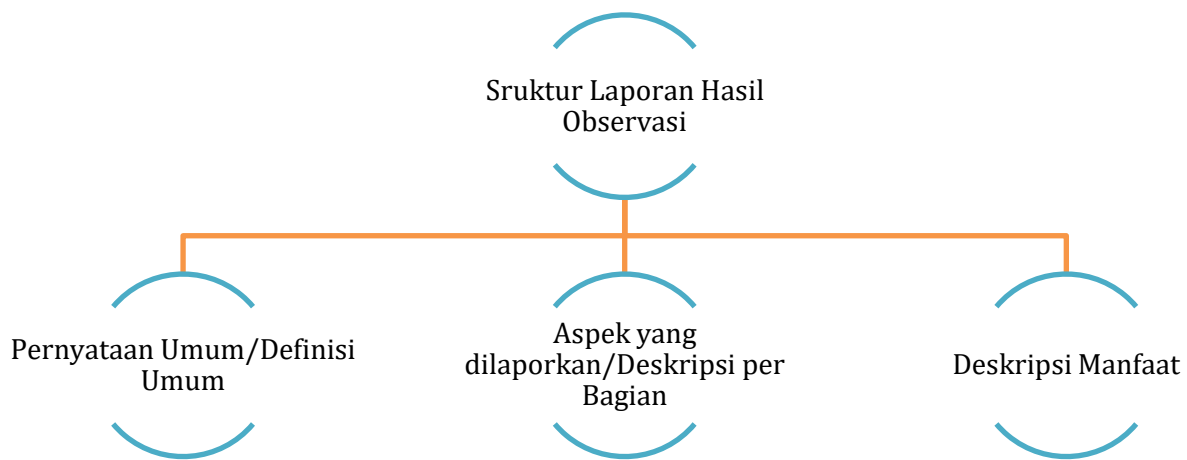 Sruktur Laporan Hasil
Observasi
Pernyataan Umum/Definisi
Umum
Aspek yang
dilaporkan/Deskripsi per
Bagian
Deskripsi Manfaat